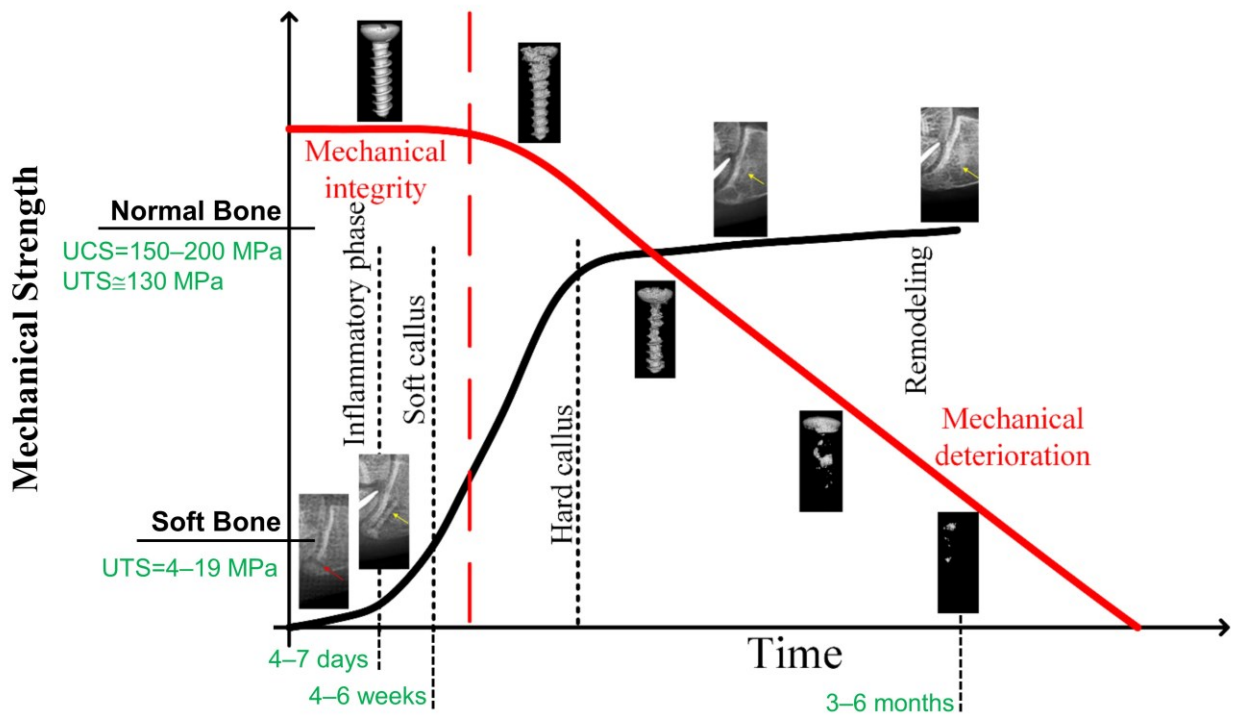 Mechanical Strength
Mechanical
integrity
Normal Bone
UCS=150–200 MPa
UTS≅130 MPa
Inflammatory phase
Soft callus
Hard callus
Remodeling
Mechanical
deterioration
Soft Bone
UTS=4–19 MPa
Time
4–7 days
4–6 weeks
3–6 months